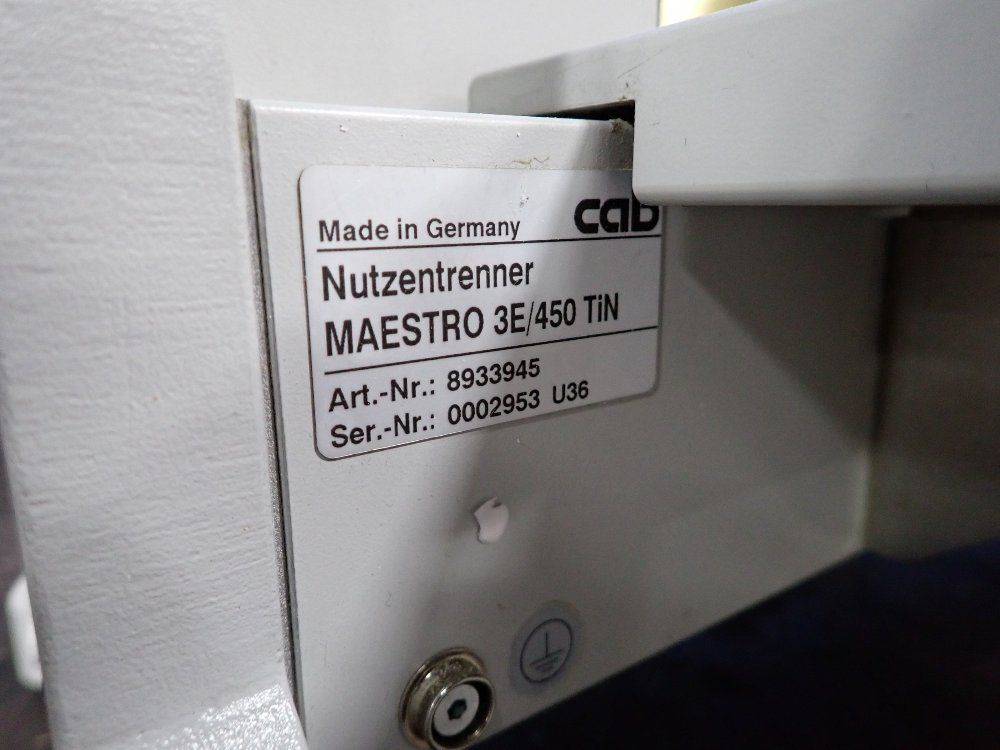 Made in Germany cab
Nutzentrenner
MAESTRO 3E/450 TiN
Art.-Nr.: 8933945
Ser.-Nr.: 0002953 U36